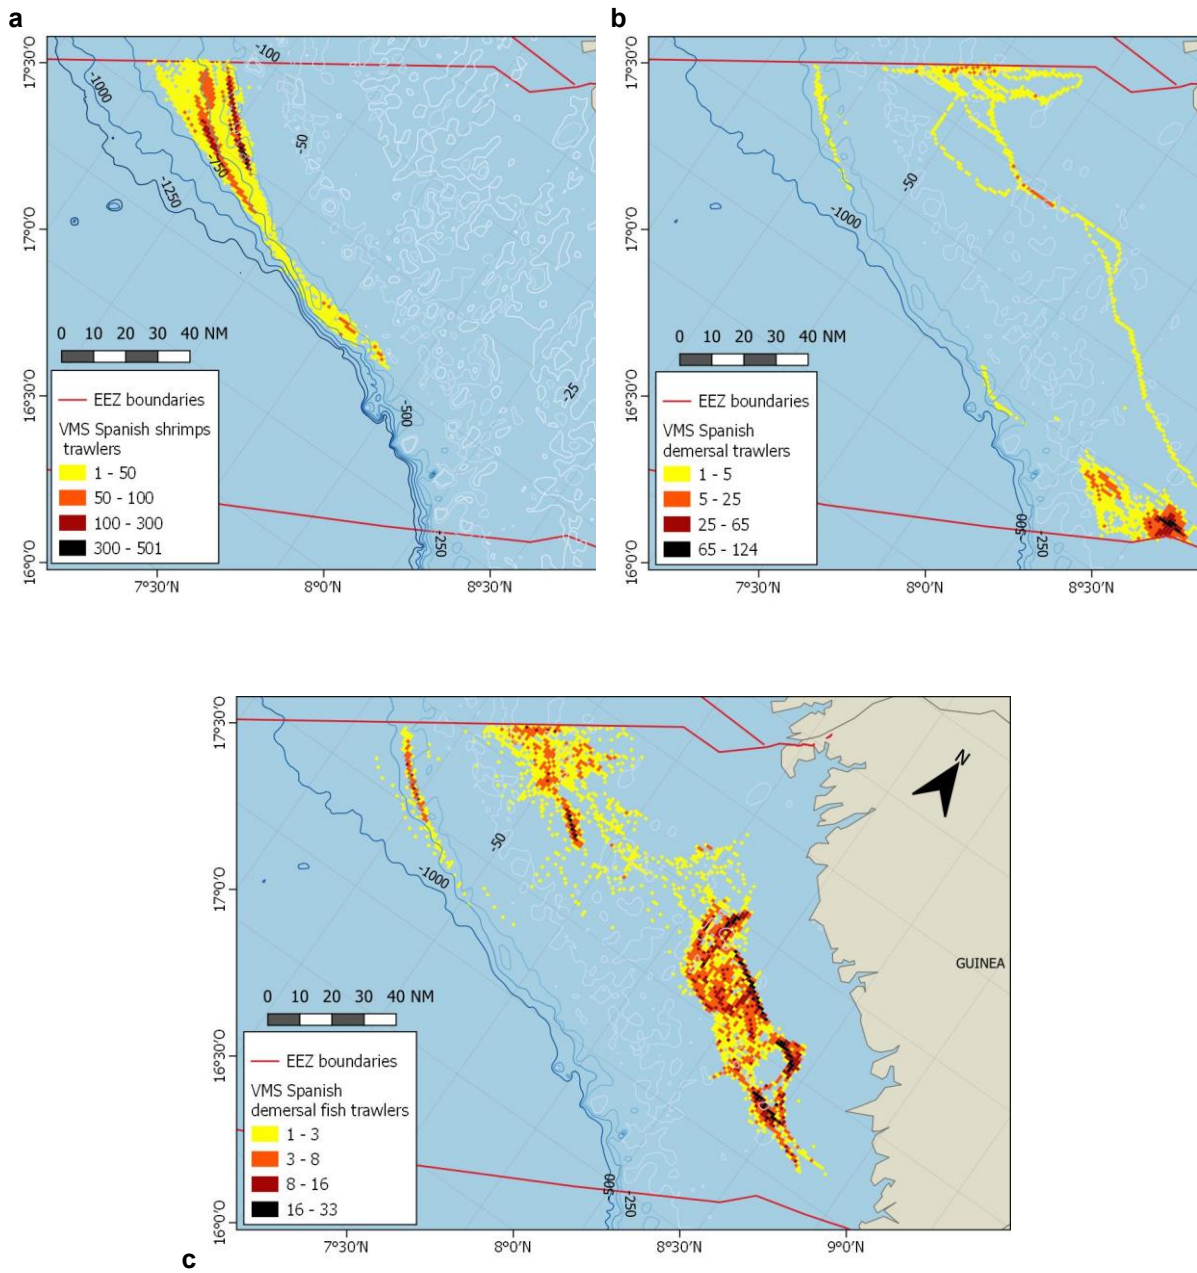 a
17°30'O
17°0'O
16°30'O
16°0'O
-100
-1000
-50
-750
-1250
-25
-500
-250
0 10 20 30 40 NM
EEZ boundaries
VMS Spanish shrimps
trawlers
1 - 50
50 - 100
100 - 300
300 - 501
7°30'N
8°0'N
8°30'N
b
17°30'O
17°0'O
16°30'O
16°0'O
-50
-1000
-500
-250
0 10 20 30 40 NM
EEZ boundaries
VMS Spanish
demersal trawlers
1 - 5
5 - 25
25 - 65
65 - 124
7°30'N
8°0'N
8°30'N
17°30'O
17°0'O
16°30'O
16°0'O
N
-50
-1000
GUINEA
-500
-250
0 10 20 30 40 NM
EEZ boundaries
VMS Spanish
demersal fish trawlers
1 - 3
3 - 8
8 - 16
16 - 33
7°30'N
8°0'N
8°30'N
9°0'N
c